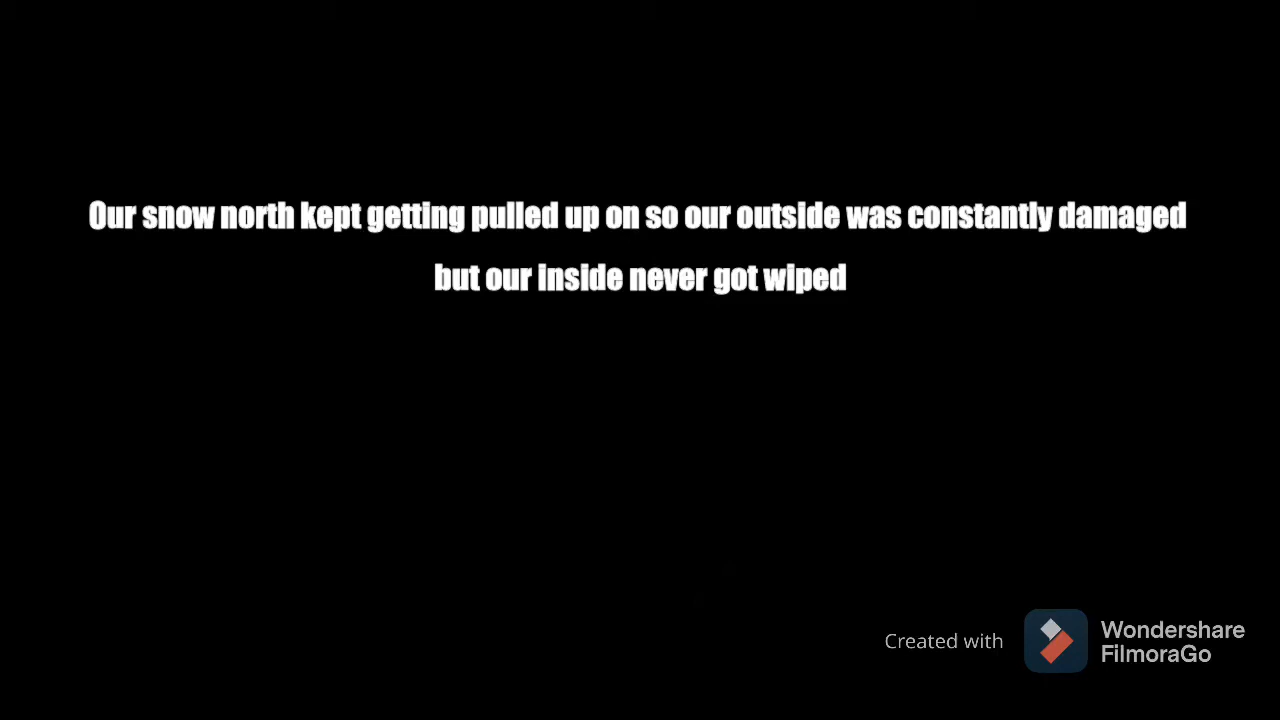 Our snow north kept getting pulled up on so our outside was constantly damaged
but our inside never got wiped
Created with
Wondershare
FilmoraGo